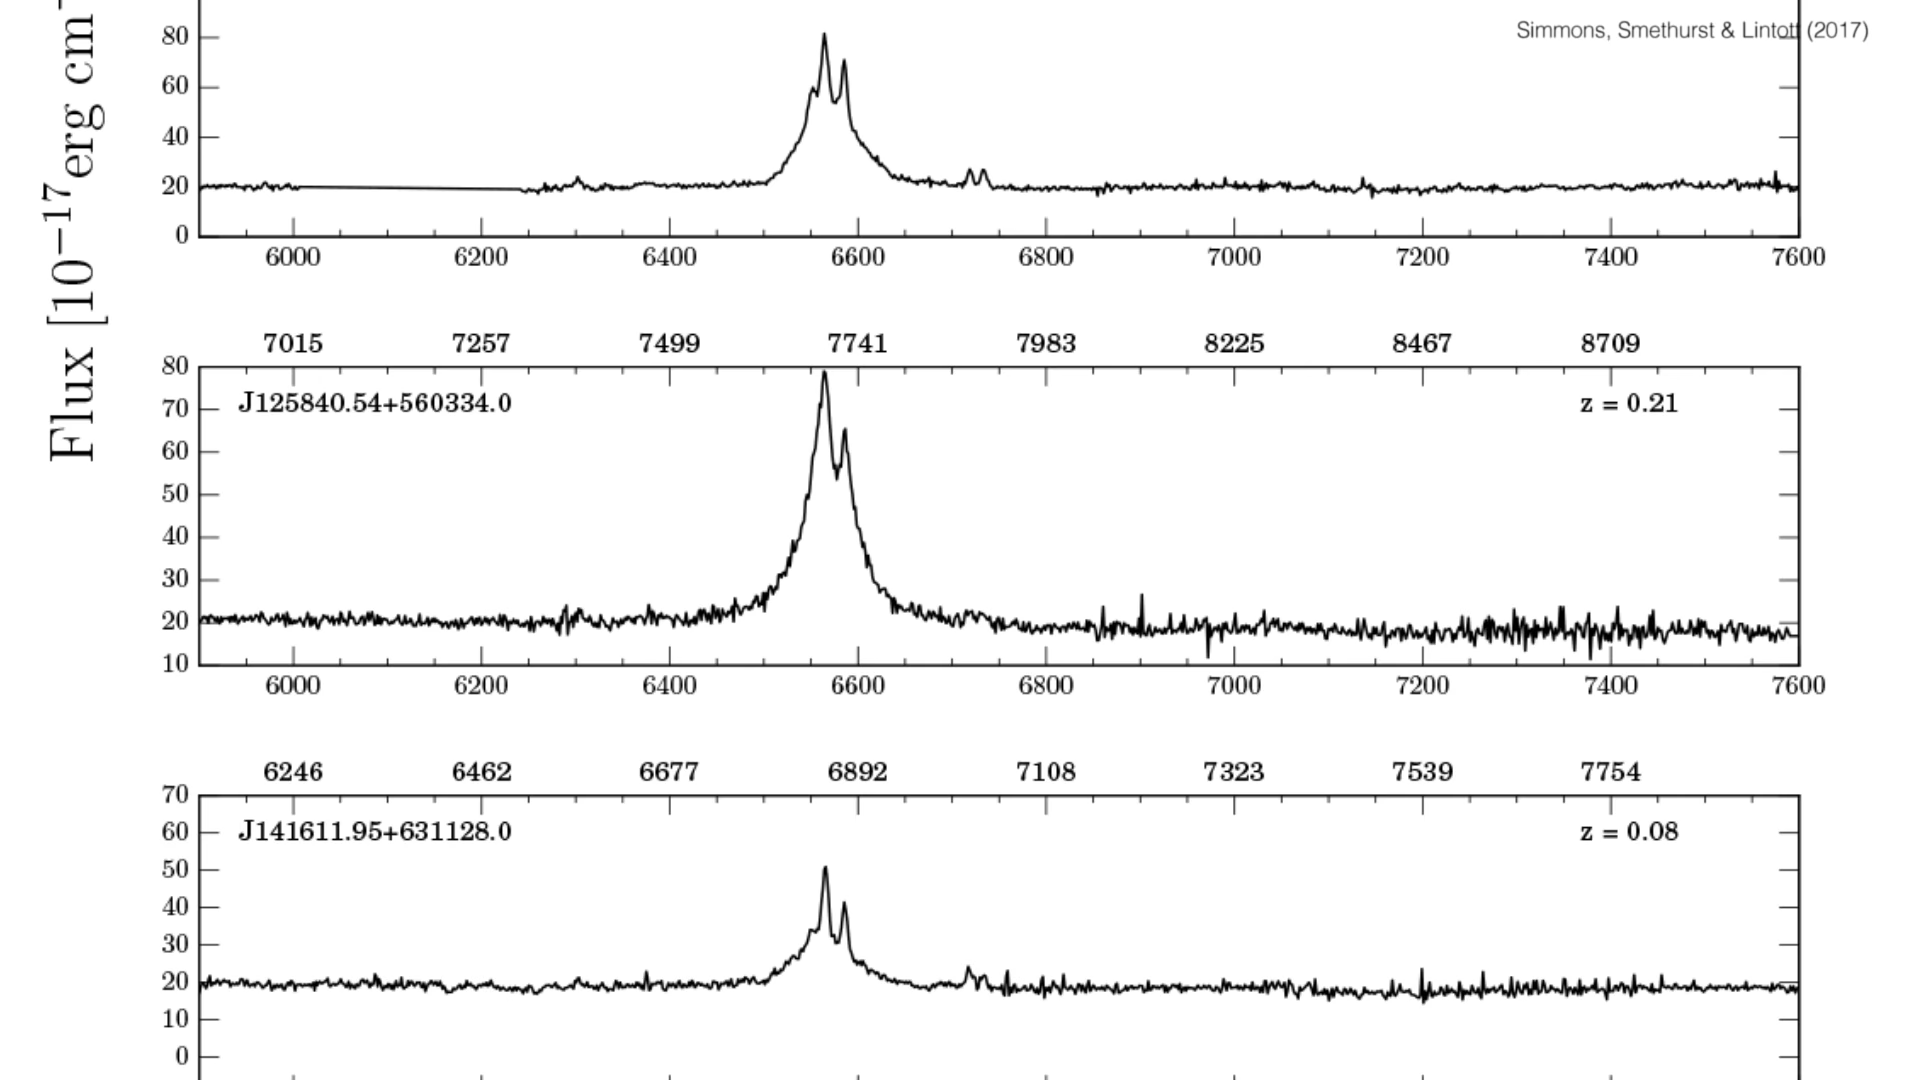 Simmons, Smethurst & Lintott (2017)
Flux [10−17erg cm
80
60
40
20
0
6000 6200 6400 6600 6800 7000 7200 7400 7600
7015 7257 7499 7741 7983 8225 8467 8709
J125840.54+560334.0 z = 0.21
80
70
60
50
40
30
20
10
6000 6200 6400 6600 6800 7000 7200 7400 7600
6246 6462 6677 6892 7108 7323 7539 7754
J141611.95+631128.0 z = 0.08
70
60
50
40
30
20
10
0